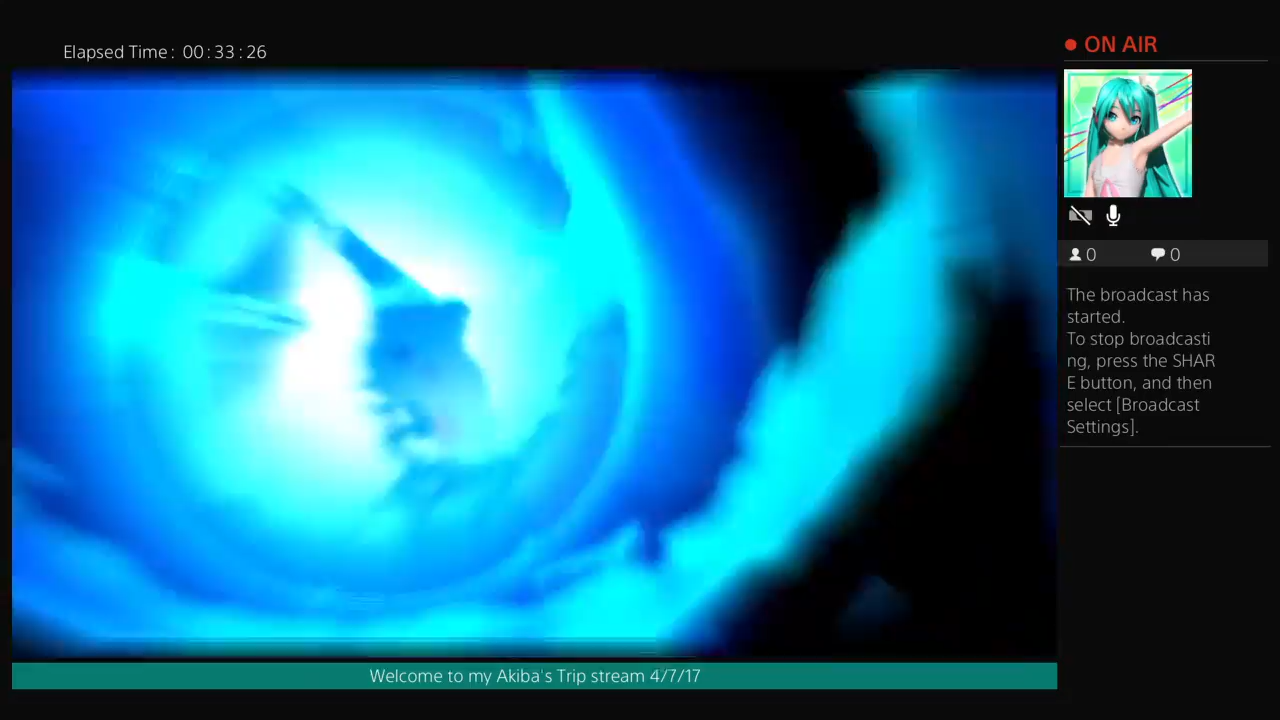 Elapsed Time: 00:33:26
ON AIR
0 0
The broadcast has
started.
To stop broadcasti
ng, press the SHAR
E button, and then
select [Broadcast
Settings].
Welcome to my Akiba's Trip stream 4/7/17